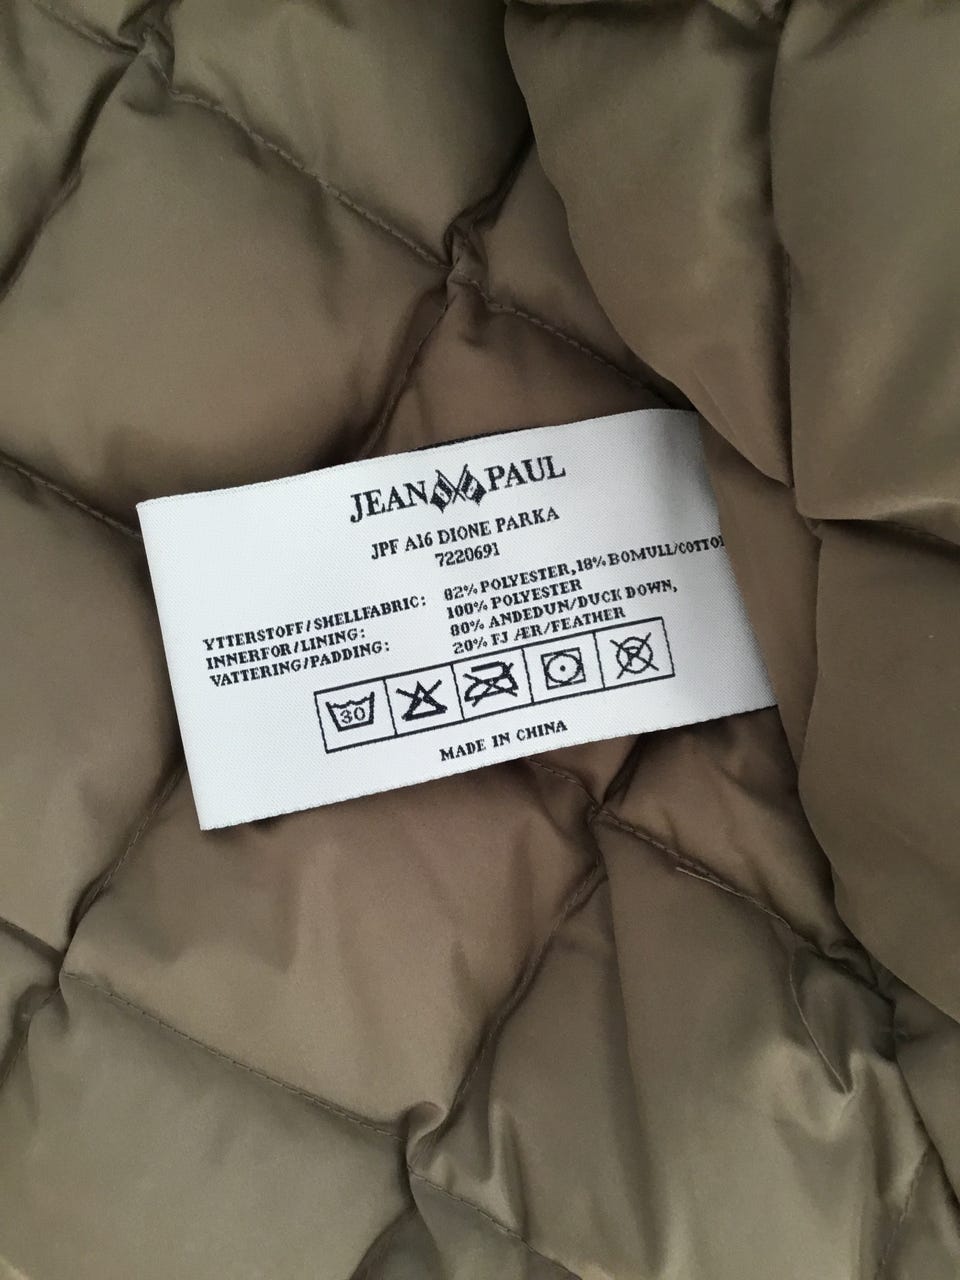 JEAN PAUL
JPF A16 DIONE PARKA
7220691
YTTERSTOFF/SHELLFABRIC: 82% POLYESTER, 18% BOMULL/COTTO
INNERFOR/LINING: 100% POLYESTER
VATTERING/PADDING: 80% ANDEDUN/DUCK DOWN,
20% FJÆR/FEATHER
30
MADE IN CHINA